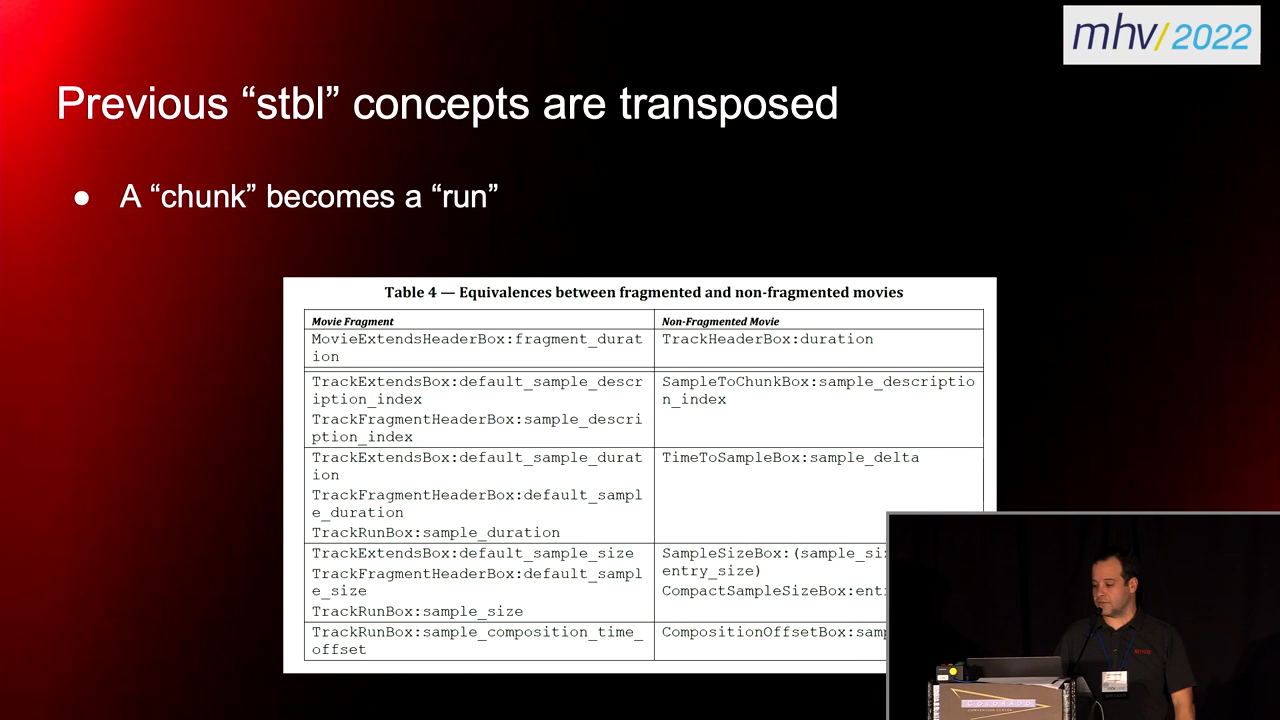 mhv/2022
Previous “stbl” concepts are transposed
● A “chunk” becomes a “run”
Table 4 — Equivalences between fragmented and non-fragmented movies
Movie Fragment
Non-Fragmented Movie
MovieExtendsHeaderBox:fragment_durat
ion
TrackHeaderBox:duration
TrackExtendsBox:default_sample_descr
iption_index
TrackFragmentHeaderBox:sample_descri
ption_index
SampleToChunkBox:sample_descriptio
n_index
TrackExtendsBox:default_sample_durat
ion
TrackFragmentHeaderBox:default_sampl
e_duration
TrackRunBox:sample_duration
TimeToSampleBox:sample_delta
TrackExtendsBox:default_sample_size
TrackFragmentHeaderBox:default_sampl
e_size
TrackRunBox:sample_size
SampleSizeBox:(sample_si
entry_size)
CompactSampleSizeBox:ent
TrackRunBox:sample_composition_time_
offset
CompositionOffsetBox:sam